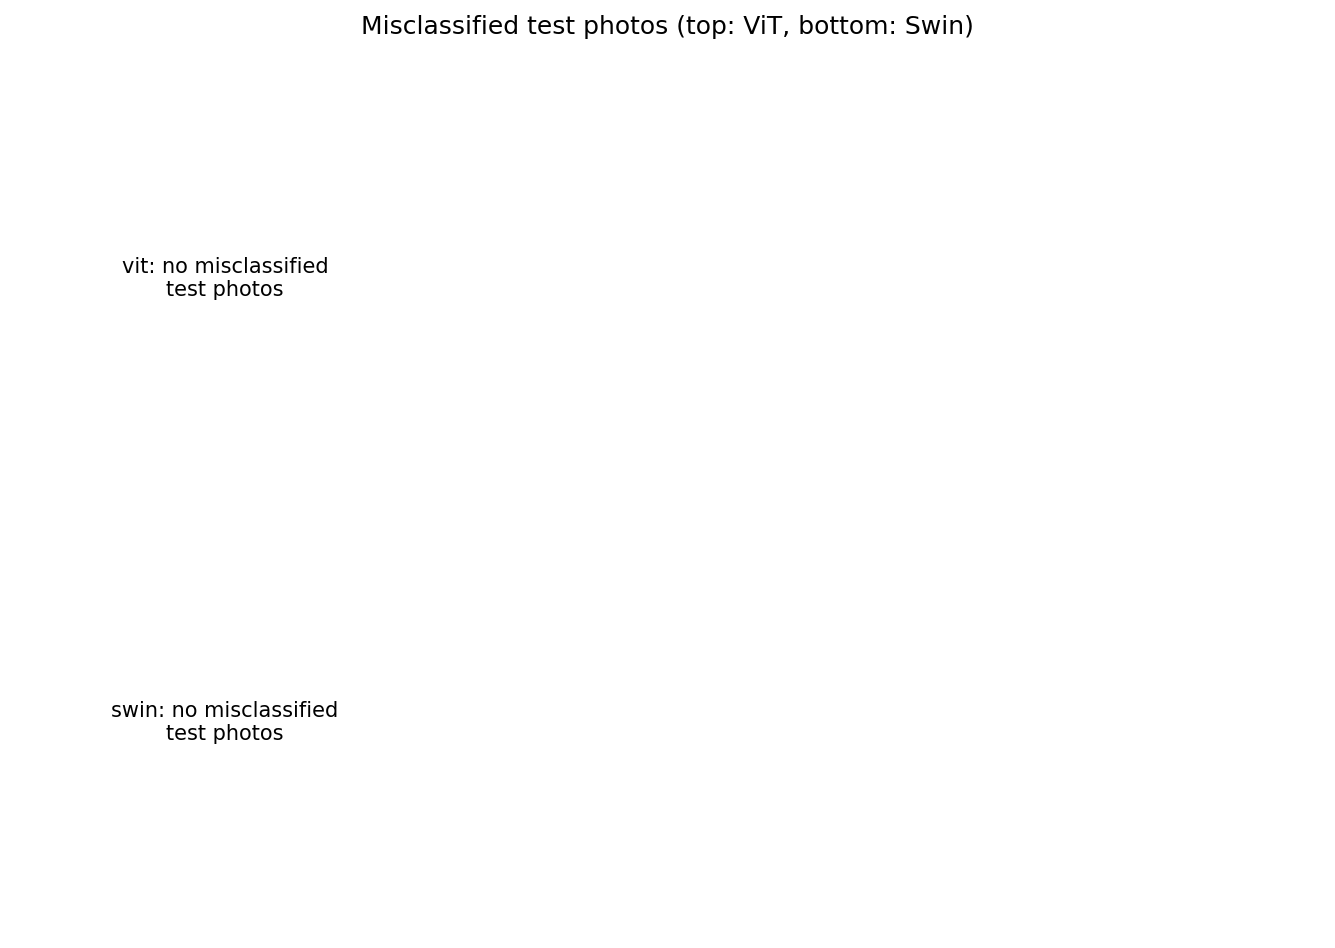 Misclassified test photos (top: ViT, bottom: Swin)
vit: no misclassified
test photos
swin: no misclassified
test photos